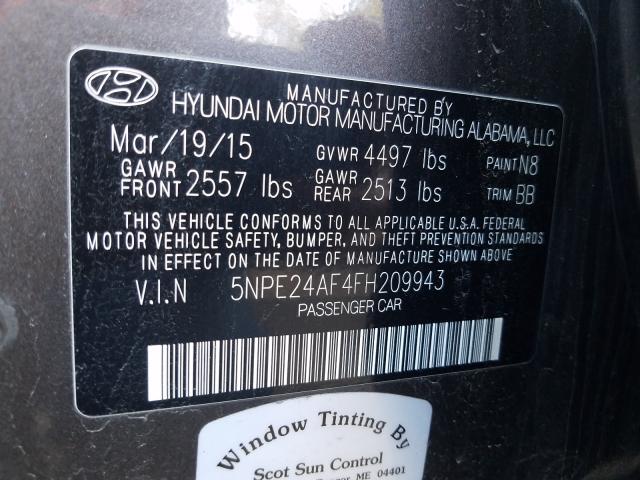 MANUFACTURED BY
HYUNDAI MOTOR MANUFACTURING ALABAMA, LLC
Mar/19/15 GVWR 4497 lbs PAINT N8
GAWR FRONT 2557 lbs GAWR REAR 2513 lbs TRIM BB
THIS VEHICLE CONFORMS TO ALL APPLICABLE U.S.A. FEDERAL
MOTOR VEHICLE SAFETY, BUMPER, AND THEFT PREVENTION STANDARDS
IN EFFECT ON THE DATE OF MANUFACTURE SHOWN ABOVE
V.I.N 5NPE24AF4FH209943
PASSENGER CAR
Window Tinting By
Scot Sun Control
ME 04401